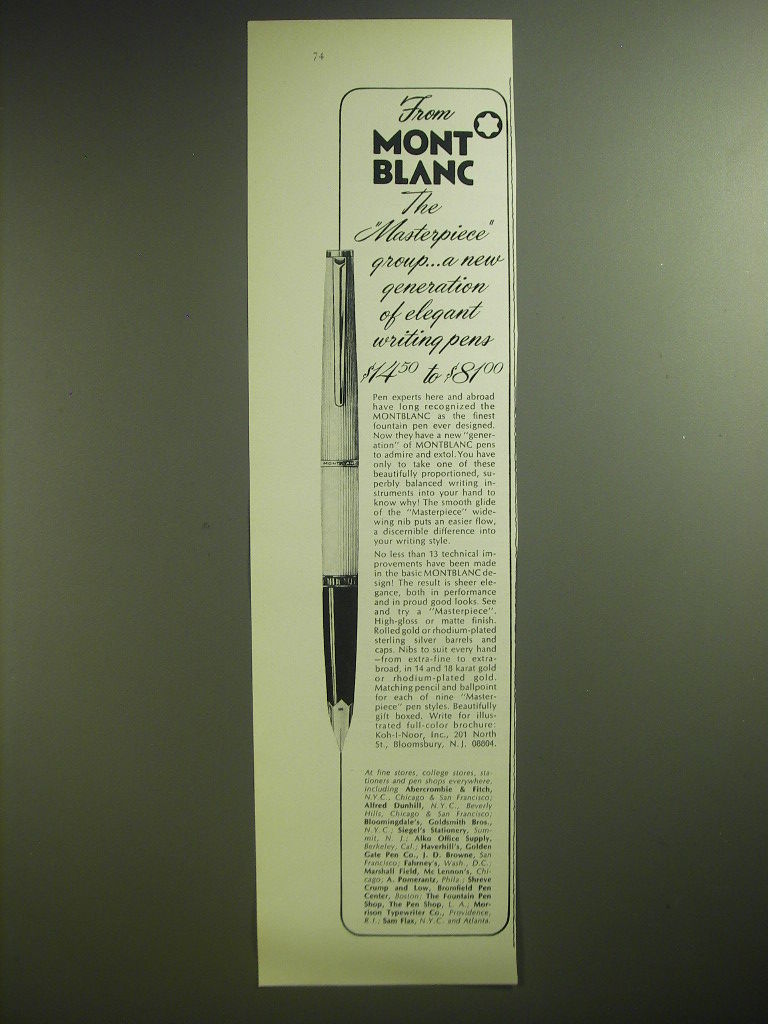 74
From
MONT
BLANC
The
"Masterpiece"
group...a new
generation
of elegant
writing pens
$14.50 to $81.00
MONTBLANC
Pen experts here and abroad
have long recognized the
MONTBLANC as the finest
fountain pen ever designed.
Now they have a new "gener-
ation" of MONTBLANC pens
to admire and extol. You have
only to take one of these
beautifully proportioned, su-
perbly balanced writing in-
struments into your hand to
know why! The smooth glide
of the "Masterpiece" wide-
wing nib puts an easier flow,
a discernible difference into
your writing style.
No less than 13 technical im-
provements have been made
in the basic MONTBLANC de-
sign! The result is sheer ele-
gance, both in performance
and in proud good looks. See
and try a "Masterpiece".
High-gloss or matte finish.
Rolled gold or rhodium-plated
sterling silver barrels and
caps. Nibs to suit every hand
—from extra-fine to extra-
broad, in 14 and 18 karat gold
or rhodium-plated gold.
Matching pencil and ballpoint
for each of nine "Master-
piece" pen styles. Beautifully
gift boxed. Write for illus-
trated full-color brochure:
Koh-I-Noor, Inc., 201 North
St., Bloomsbury, N.J. 08804.
At fine stores, college stores, sta-
tioners and pen shops everywhere,
including Abercrombie & Fitch,
N.Y.C., Chicago & San Francisco;
Alfred Dunhill, N.Y.C., Beverly
Hills, Chicago & San Francisco;
Bloomingdale's, Goldsmith Bros.,
N.Y.C.; Siegel's Stationery, Sum-
mit, N. J.; Alko Office Supply,
Berkeley, Cal.; Haverhill's, Golden
Gate Pen Co., J. D. Browne, San
Francisco; Fahrney's, Wash., D.C.;
Marshall Field, Mc Lennon's, Chi-
cago; A. Pomerantz, Phila.; Shreve
Crump and Low, Bromfield Pen
Center, Boston; The Fountain Pen
Shop, The Pen Shop, L. A.; Mor-
rison Typewriter Co., Providence,
R.I.; Sam Flax, N.Y.C. and Atlanta.